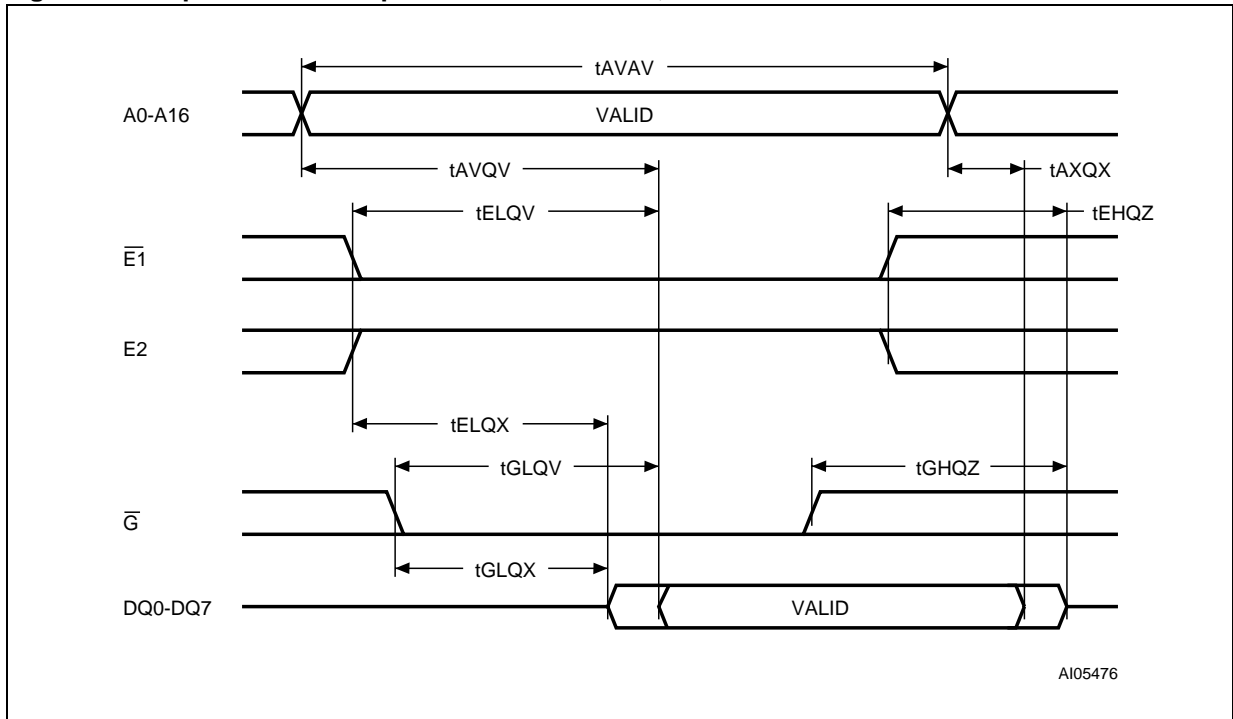 tAVAV
A0-A16
VALID
tAVQV
tAXQX
tELQV
tEHQZ
E1
E2
tELQX
tGLQV
tGHQZ
G
tGLQX
DQ0-DQ7
VALID
AI05476